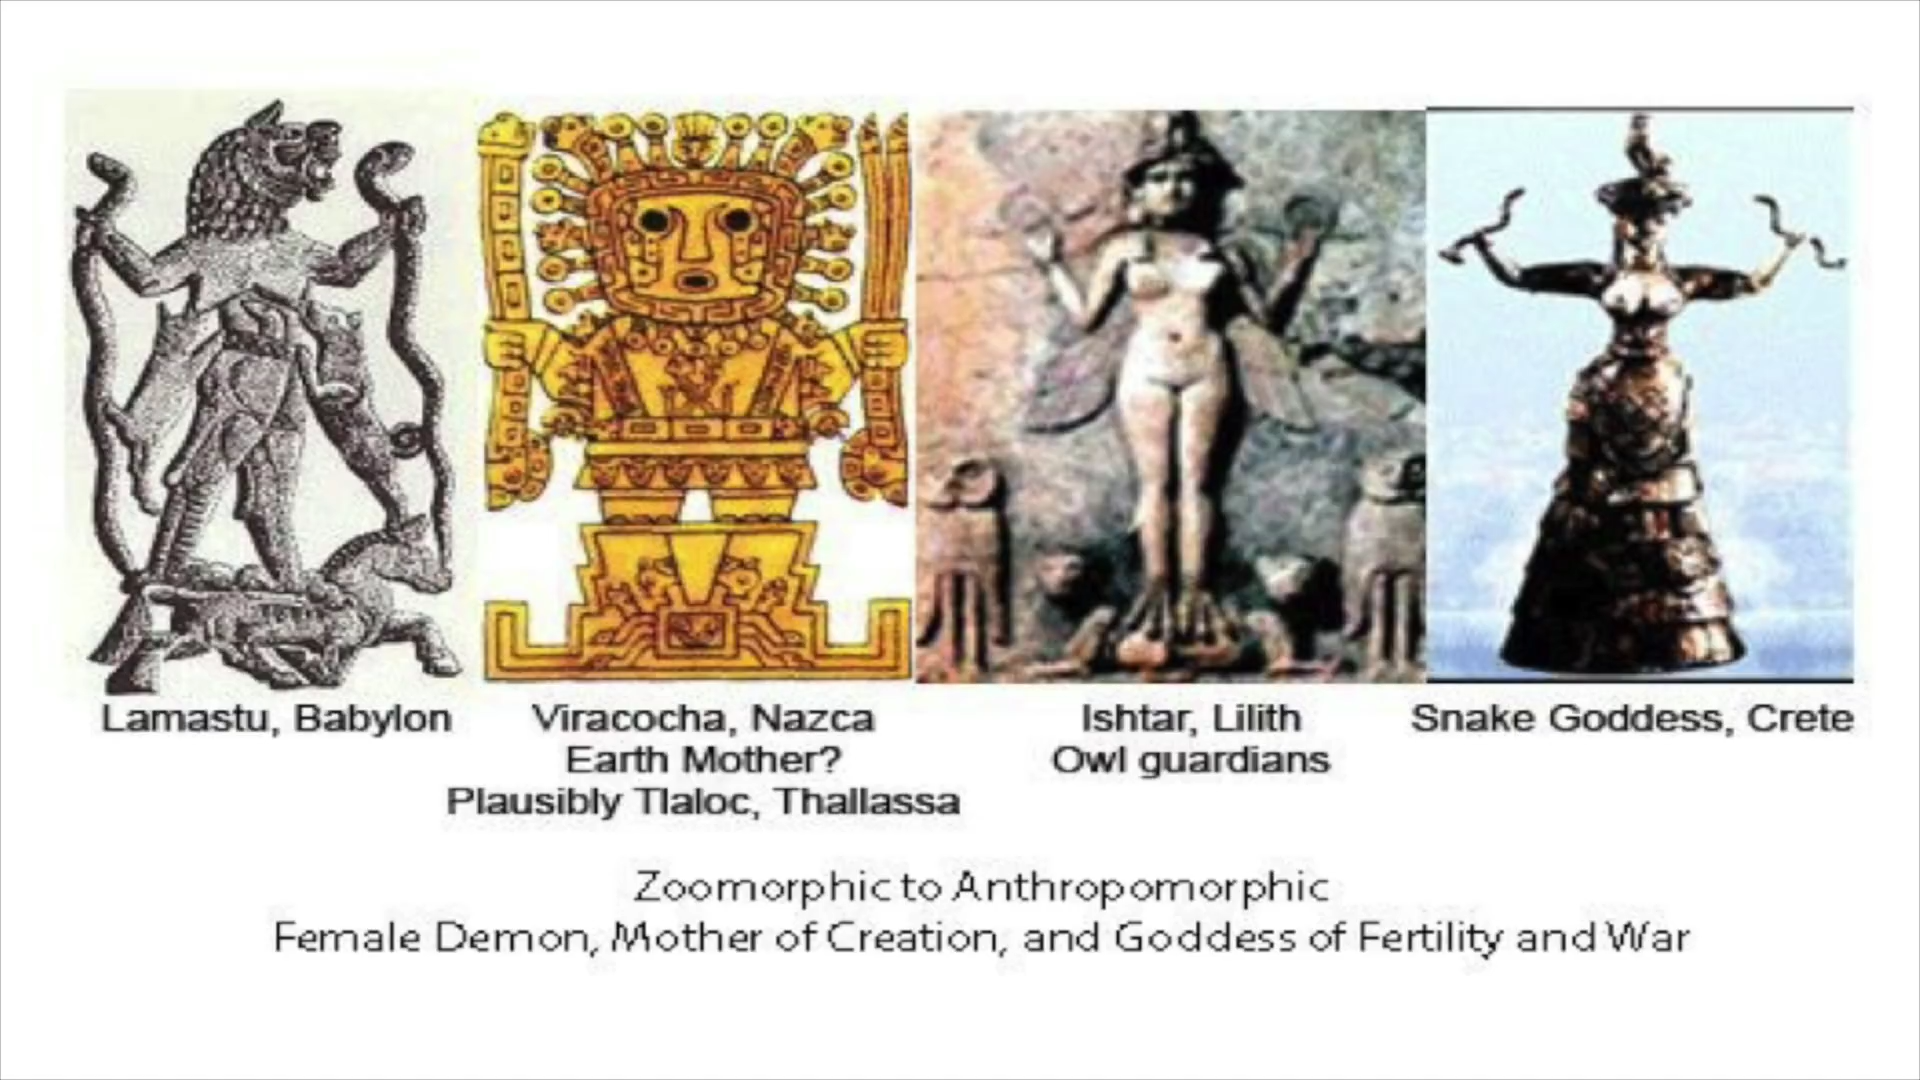 Lamastu, Babylon
Viracocha, Nazca
Earth Mother?
Plausibly Tlaloc, Thallassa
Ishtar, Lilith
Owl guardians
Snake Goddess, Crete
Zoomorphic to Anthropomorphic
Female Demon, Mother of Creation, and Goddess of Fertility and War